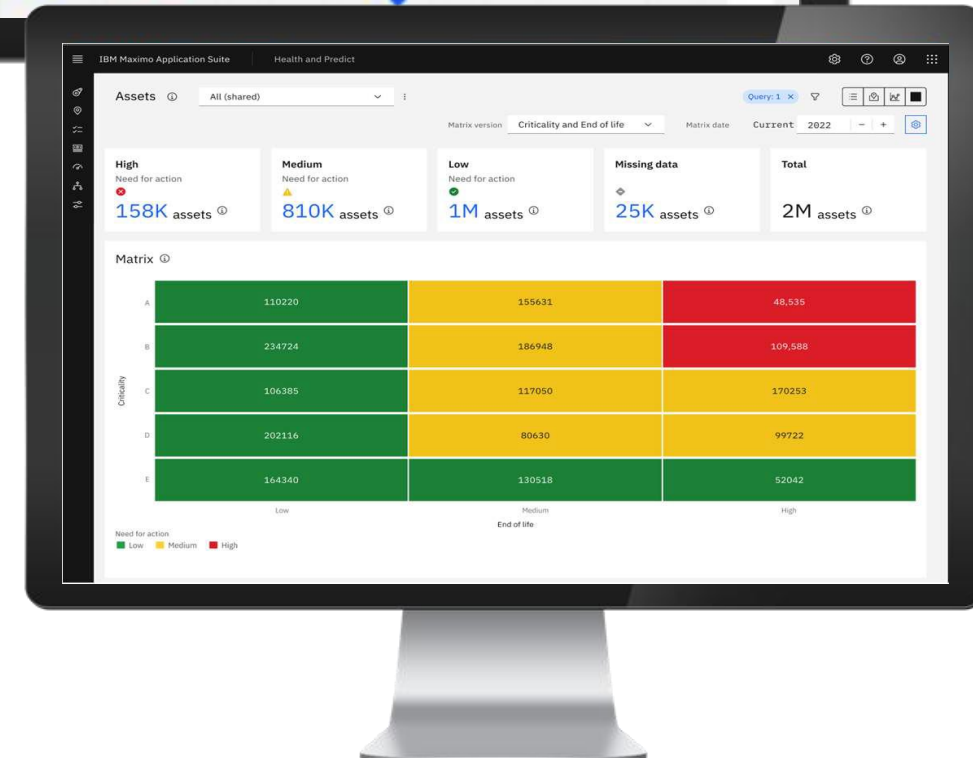 IBM Maximo Application Suite Health and Predict
Assets All (shared) Query: 1 ×
Matrix version Criticality and End of life Matrix date Current 2022 - +
High Medium Low Missing data Total
Need for action Need for action Need for action
158K assets 810K assets 1M assets 25K assets 2M assets
Matrix
A 110220 155631 48,535
B 234724 186948 109,588
Criticality
C 106385 117050 170253
D 202116 80630 99722
E 164340 130518 52042
Low Medium High
End of life
Need for action
Low Medium High